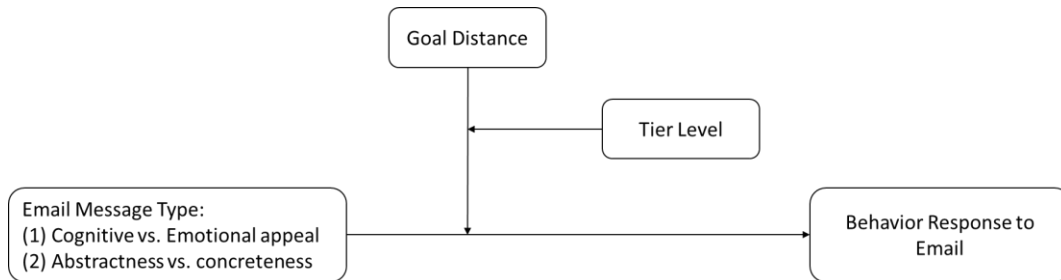 Goal Distance
Tier Level
Email Message Type:
(1) Cognitive vs. Emotional appeal
(2) Abstractness vs. concreteness
Behavior Response to
Email